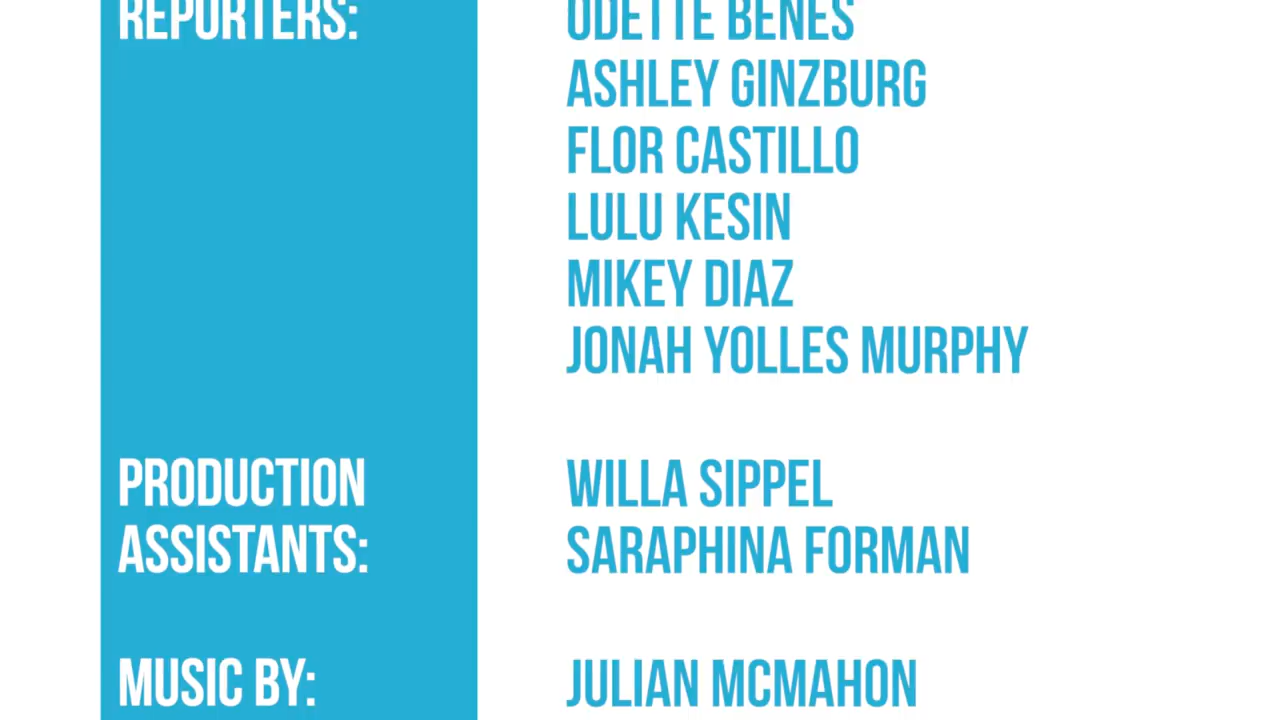 REPORTERS: ODETTE BENES
ASHLEY GINZBURG
FLOR CASTILLO
LULU KESIN
MIKEY DIAZ
JONAH YOLLES MURPHY
PRODUCTION WILLA SIPPEL
ASSISTANTS: SARAPHINA FORMAN
MUSIC BY: JULIAN MCMAHON